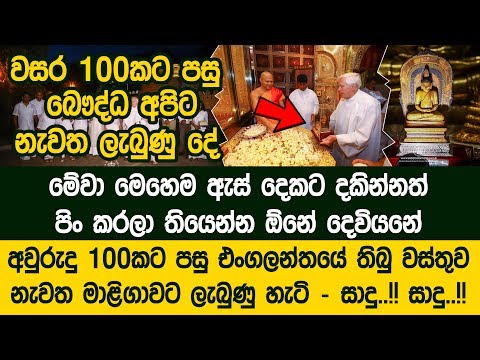 වසර 100කට පසු
බෞද්ධ අපිට
නැවත ලැබුණු දේ
මේවා මෙහෙම ඇස් දෙකට දකින්නත්
පිං කරලා තියෙන්න ඕනේ දෙවියනේ
අවුරුදු 100කට පසු එංගලන්තයේ තිබු වස්තුව
නැවත මාළිගාවට ලැබුණු හැටි - සාදු..!! සාදු..!!